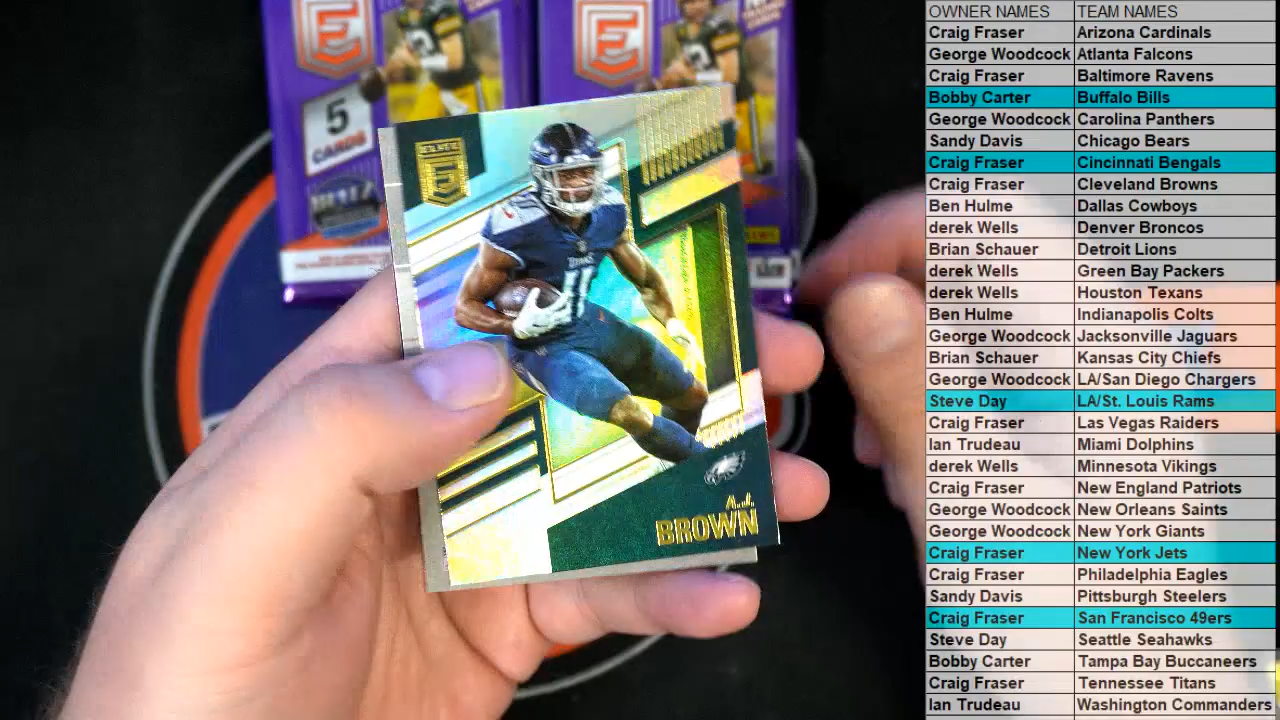 5
CARDS
BLITZ
ELITE
E
TITANS
11
A.J.
BROWN
OWNER NAMES TEAM NAMES
Craig Fraser Arizona Cardinals
George Woodcock Atlanta Falcons
Craig Fraser Baltimore Ravens
Bobby Carter Buffalo Bills
George Woodcock Carolina Panthers
Sandy Davis Chicago Bears
Craig Fraser Cincinnati Bengals
Craig Fraser Cleveland Browns
Ben Hulme Dallas Cowboys
derek Wells Denver Broncos
Brian Schauer Detroit Lions
derek Wells Green Bay Packers
derek Wells Houston Texans
Ben Hulme Indianapolis Colts
George Woodcock Jacksonville Jaguars
Brian Schauer Kansas City Chiefs
George Woodcock LA/San Diego Chargers
Steve Day LA/St. Louis Rams
Craig Fraser Las Vegas Raiders
Ian Trudeau Miami Dolphins
derek Wells Minnesota Vikings
Craig Fraser New England Patriots
George Woodcock New Orleans Saints
George Woodcock New York Giants
Craig Fraser New York Jets
Craig Fraser Philadelphia Eagles
Sandy Davis Pittsburgh Steelers
Craig Fraser San Francisco 49ers
Steve Day Seattle Seahawks
Bobby Carter Tampa Bay Buccaneers
Craig Fraser Tennessee Titans
Ian Trudeau Washington Commanders